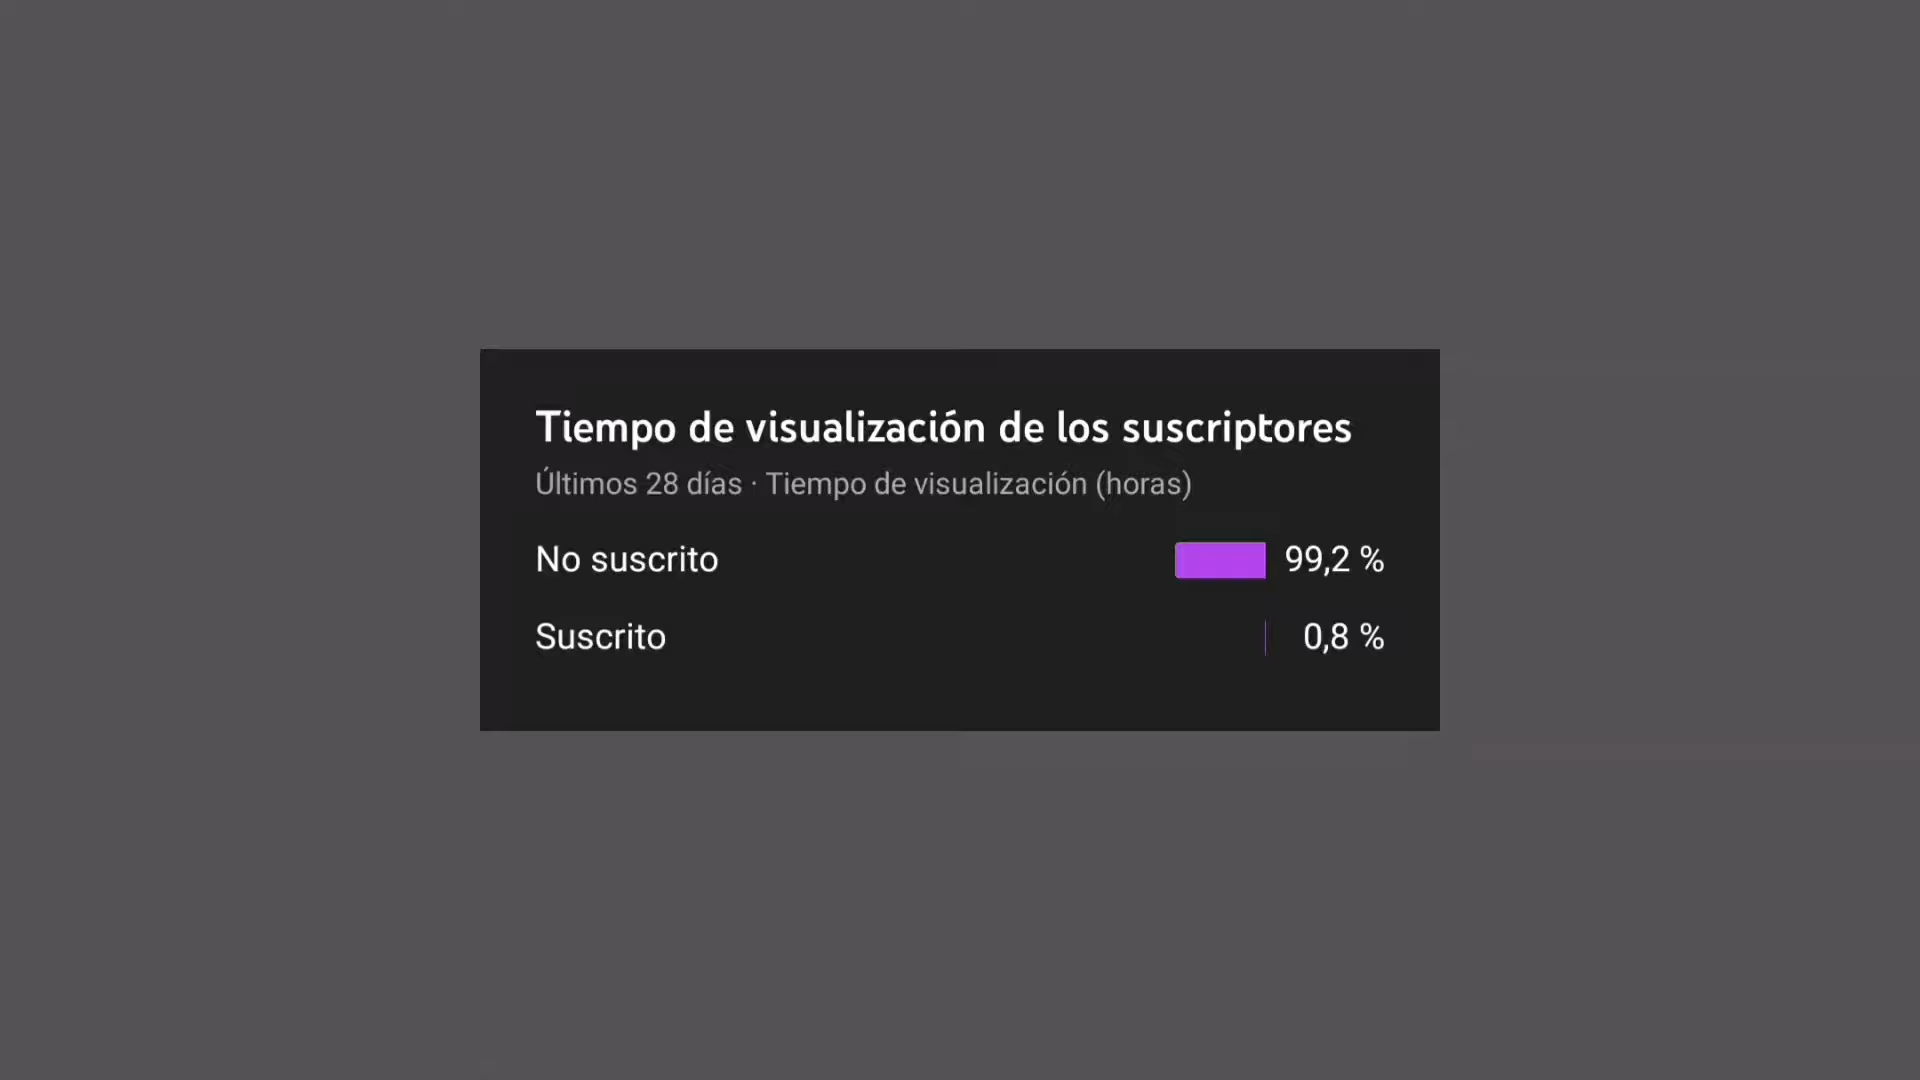 Tiempo de visualización de los suscriptores
Últimos 28 días · Tiempo de visualización (horas)
No suscrito 99,2 %
Suscrito 0,8 %